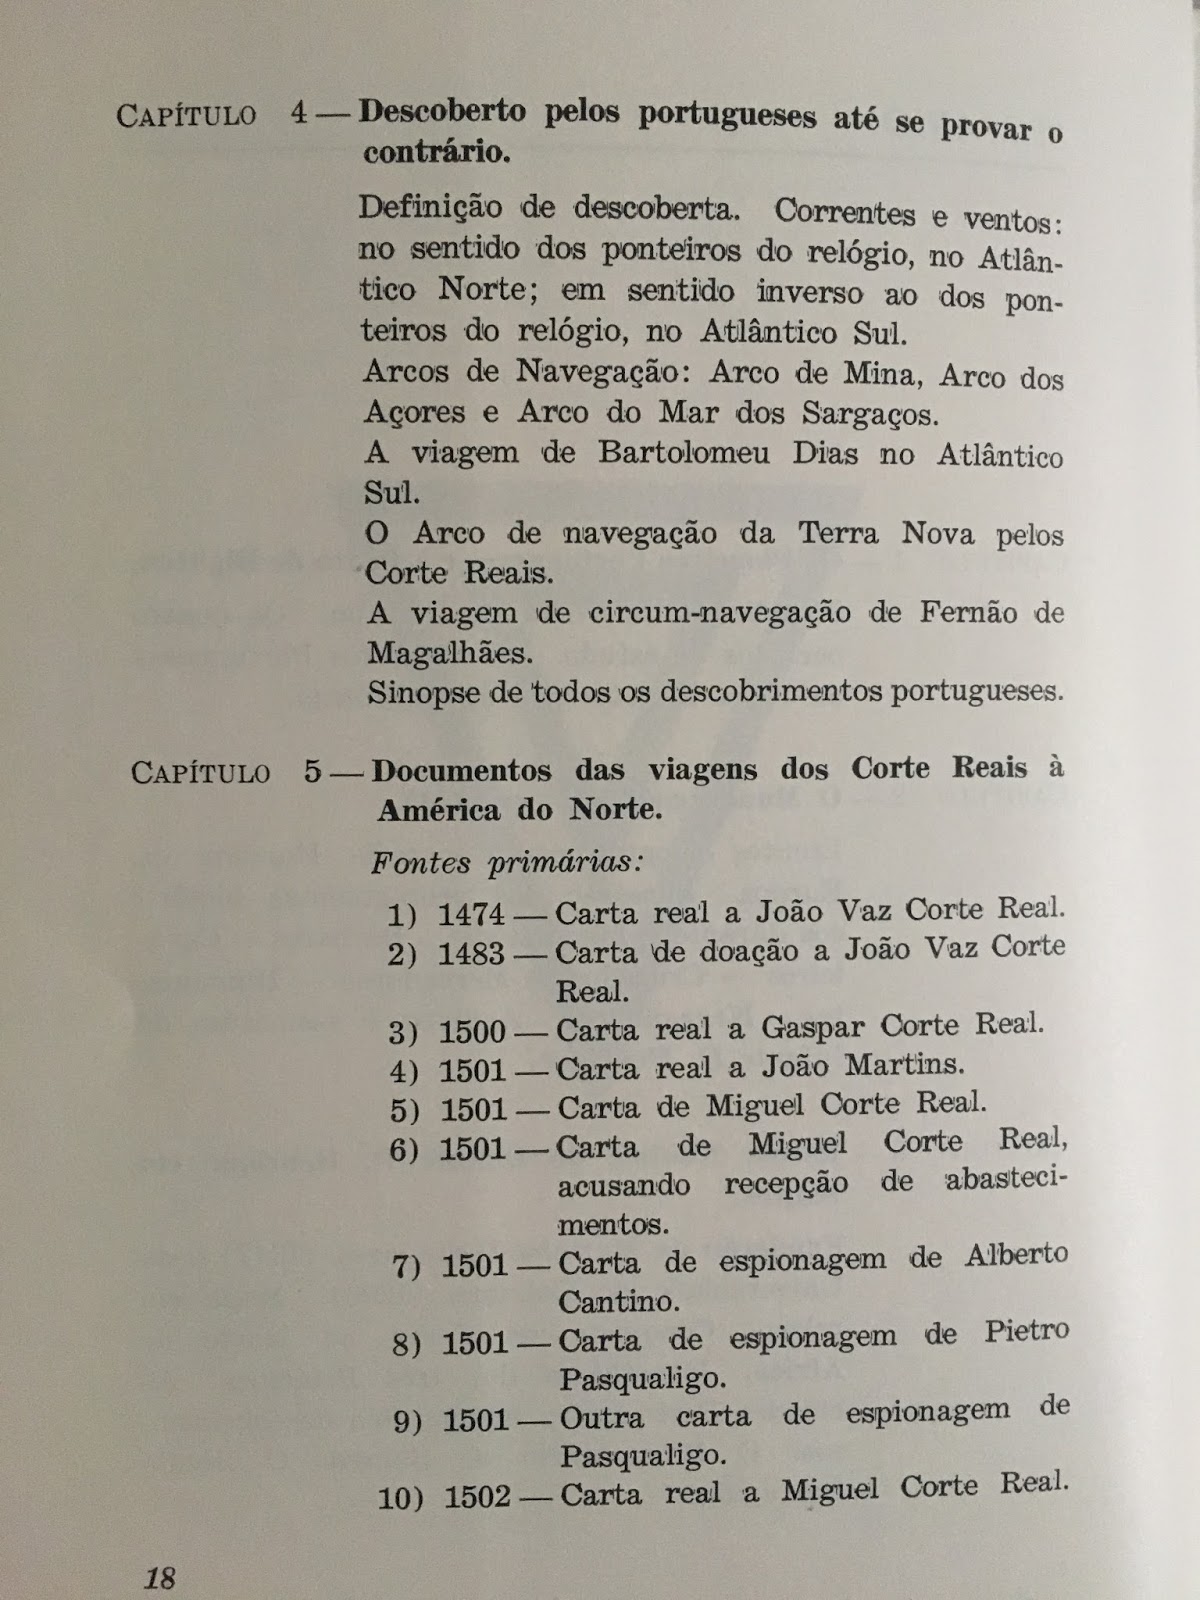 CAPÍTULO 4 — Descoberto pelos portugueses até se provar o
contrário.
Definição de descoberta. Correntes e ventos:
no sentido dos ponteiros do relógio, no Atlân-
tico Norte; em sentido inverso ao dos pon-
teiros do relógio, no Atlântico Sul.
Arcos de Navegação: Arco de Mina, Arco dos
Açores e Arco do Mar dos Sargaços.
A viagem de Bartolomeu Dias no Atlântico
Sul.
O Arco de navegação da Terra Nova pelos
Corte Reais.
A viagem de circum-navegação de Fernão de
Magalhães.
Sinopse de todos os descobrimentos portugueses.
CAPÍTULO 5 — Documentos das viagens dos Corte Reais à
América do Norte.
Fontes primárias:
1) 1474 — Carta real a João Vaz Corte Real.
2) 1483 — Carta de doação a João Vaz Corte
Real.
3) 1500 — Carta real a Gaspar Corte Real.
4) 1501 — Carta real a João Martins.
5) 1501 — Carta de Miguel Corte Real.
6) 1501 — Carta de Miguel Corte Real,
acusando recepção de abasteci-
mentos.
7) 1501 — Carta de espionagem de Alberto
Cantino.
8) 1501 — Carta de espionagem de Pietro
Pasqualigo.
9) 1501 — Outra carta de espionagem de
Pasqualigo.
10) 1502 — Carta real a Miguel Corte Real.
18